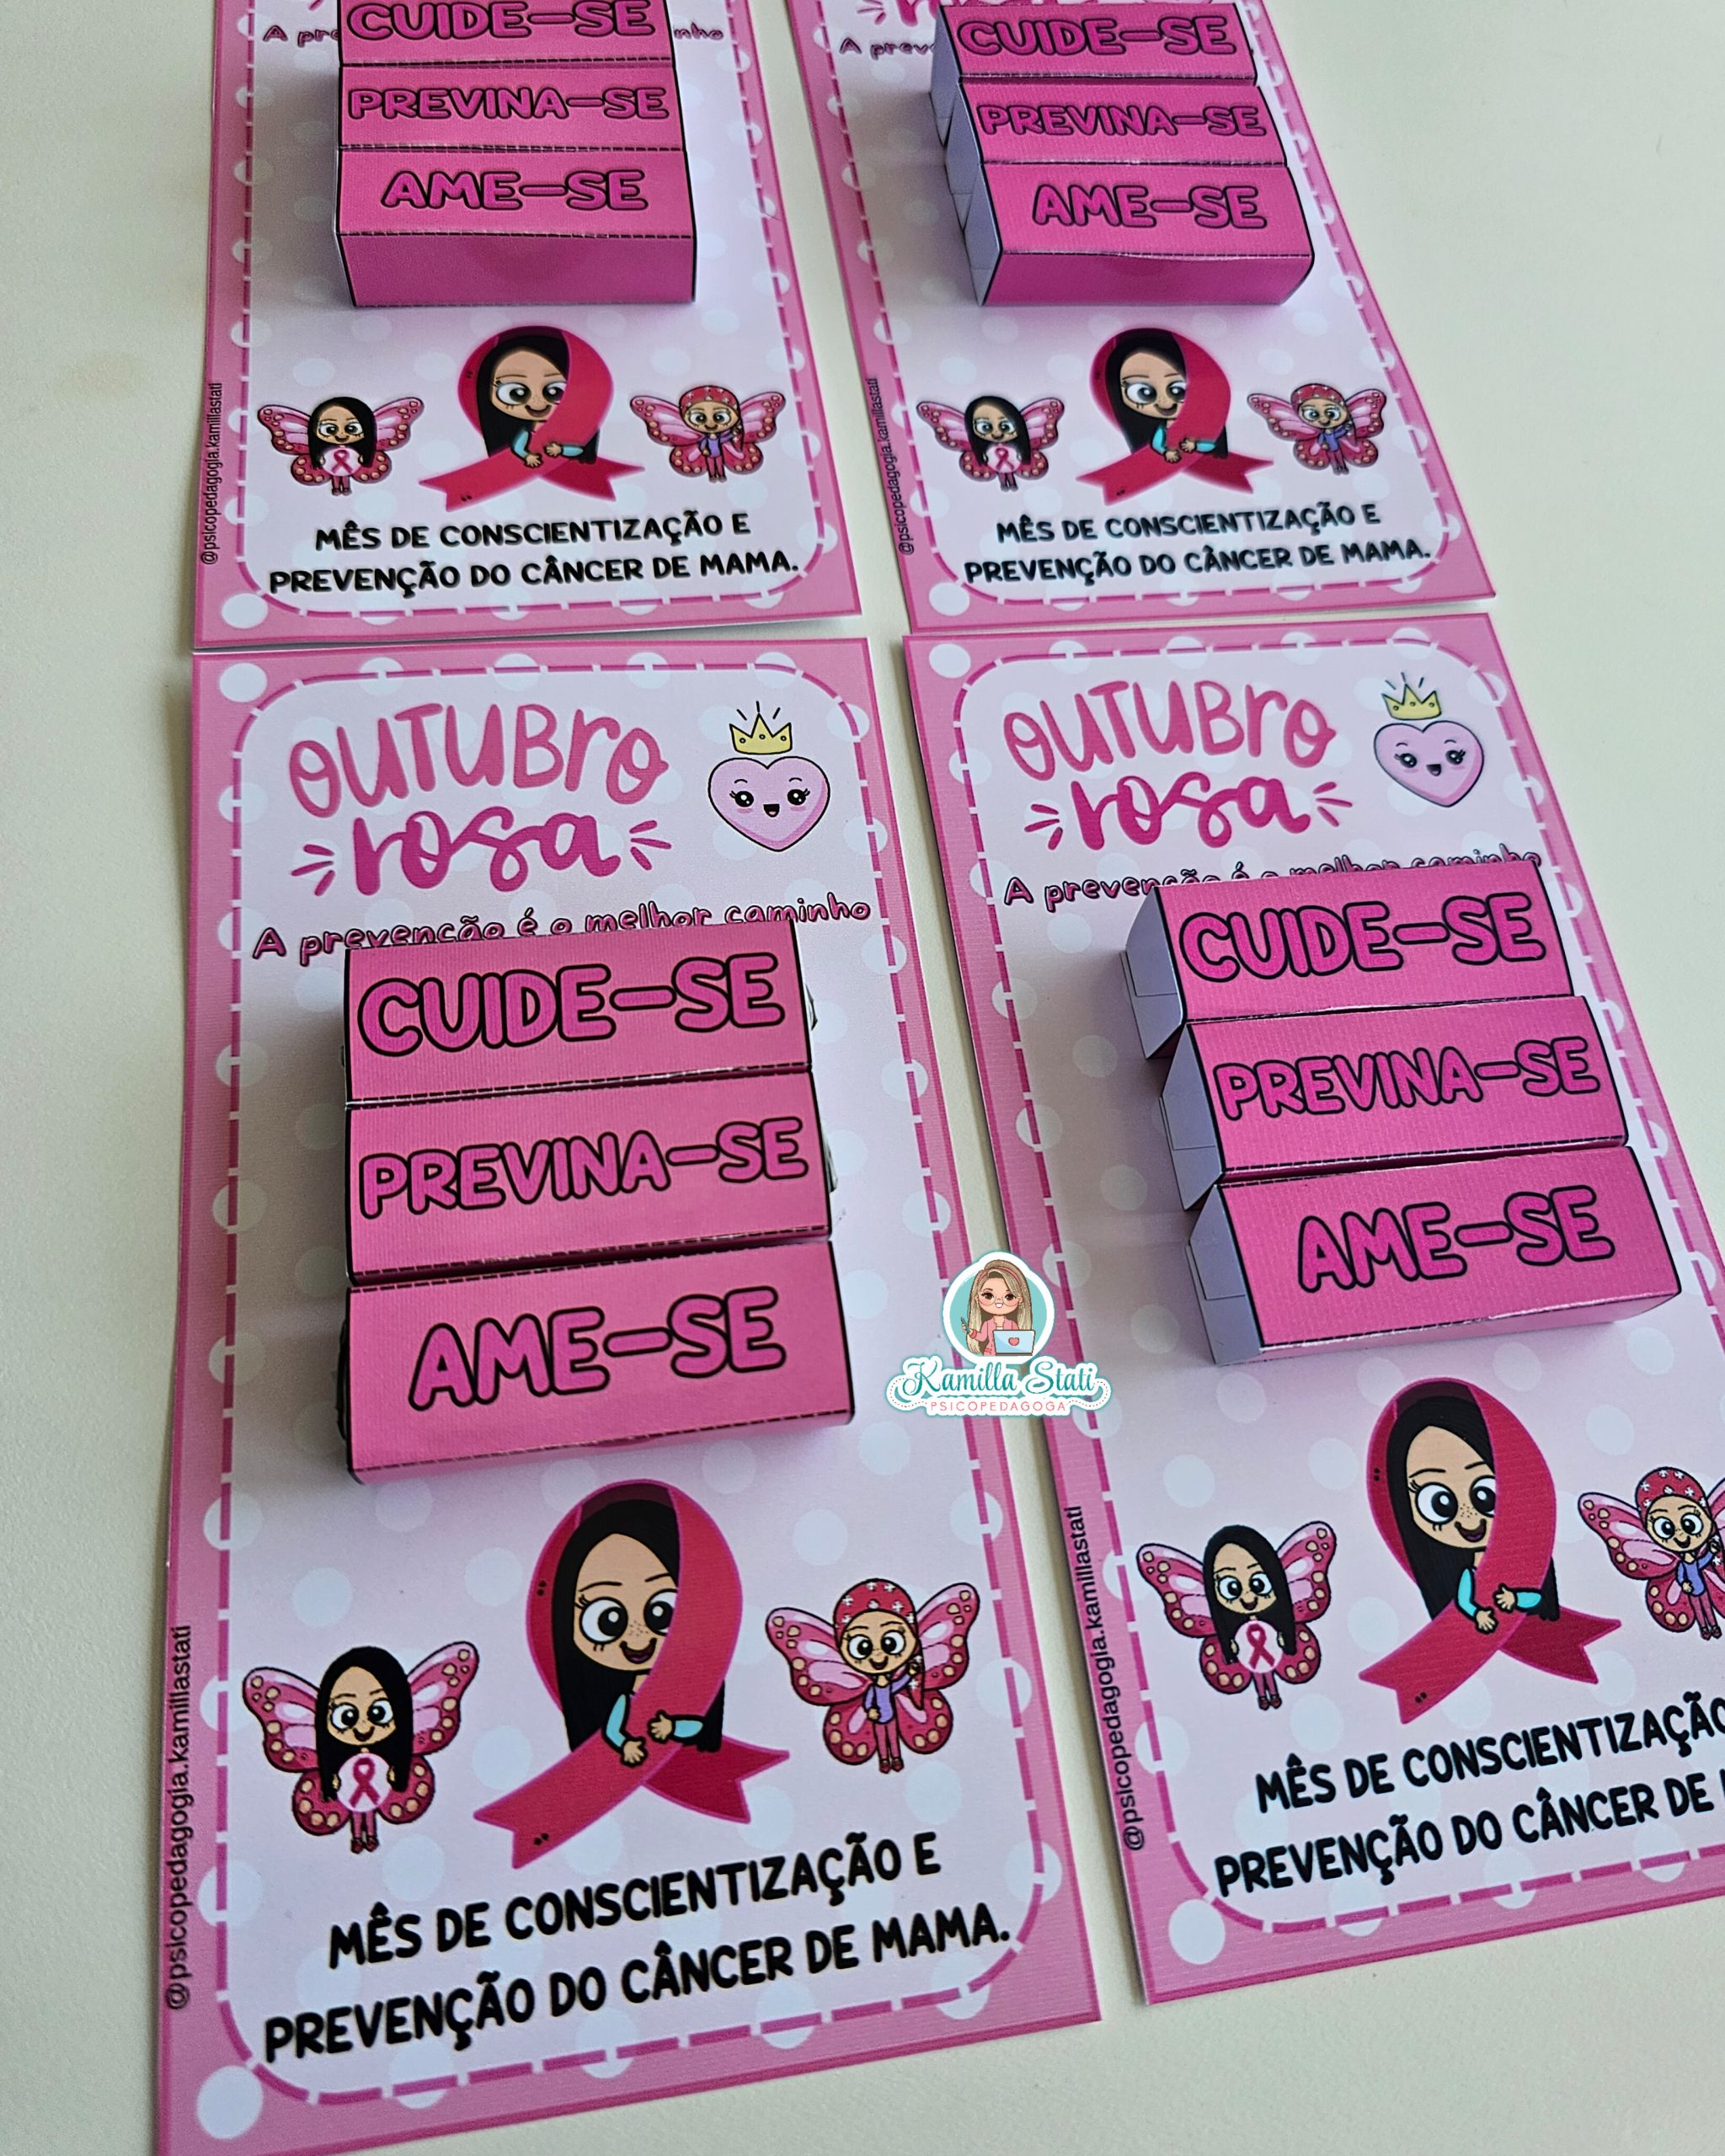 CUIDE-SE
PREVINA-SE
AME-SE
@psicopedagogia.kamillastati
MÊS DE CONSCIENTIZAÇÃO E
PREVENÇÃO DO CÂNCER DE MAMA.
CUIDE-SE
PREVINA-SE
AME-SE
@psicopedagogia.kamillastati
MÊS DE CONSCIENTIZAÇÃO E
PREVENÇÃO DO CÂNCER DE MAMA.
OUTUBRO
rosa
A prevenção é o melhor caminho
CUIDE-SE
PREVINA-SE
AME-SE
@psicopedagogia.kamillastati
MÊS DE CONSCIENTIZAÇÃO E
PREVENÇÃO DO CÂNCER DE MAMA.
OUTUBRO
rosa
A prevenção é o melhor caminho
CUIDE-SE
PREVINA-SE
AME-SE
@psicopedagogia.kamillastati
MÊS DE CONSCIENTIZAÇÃO
PREVENÇÃO DO CÂNCER DE
Kamilla Stati
PSICOPEDAGOGA